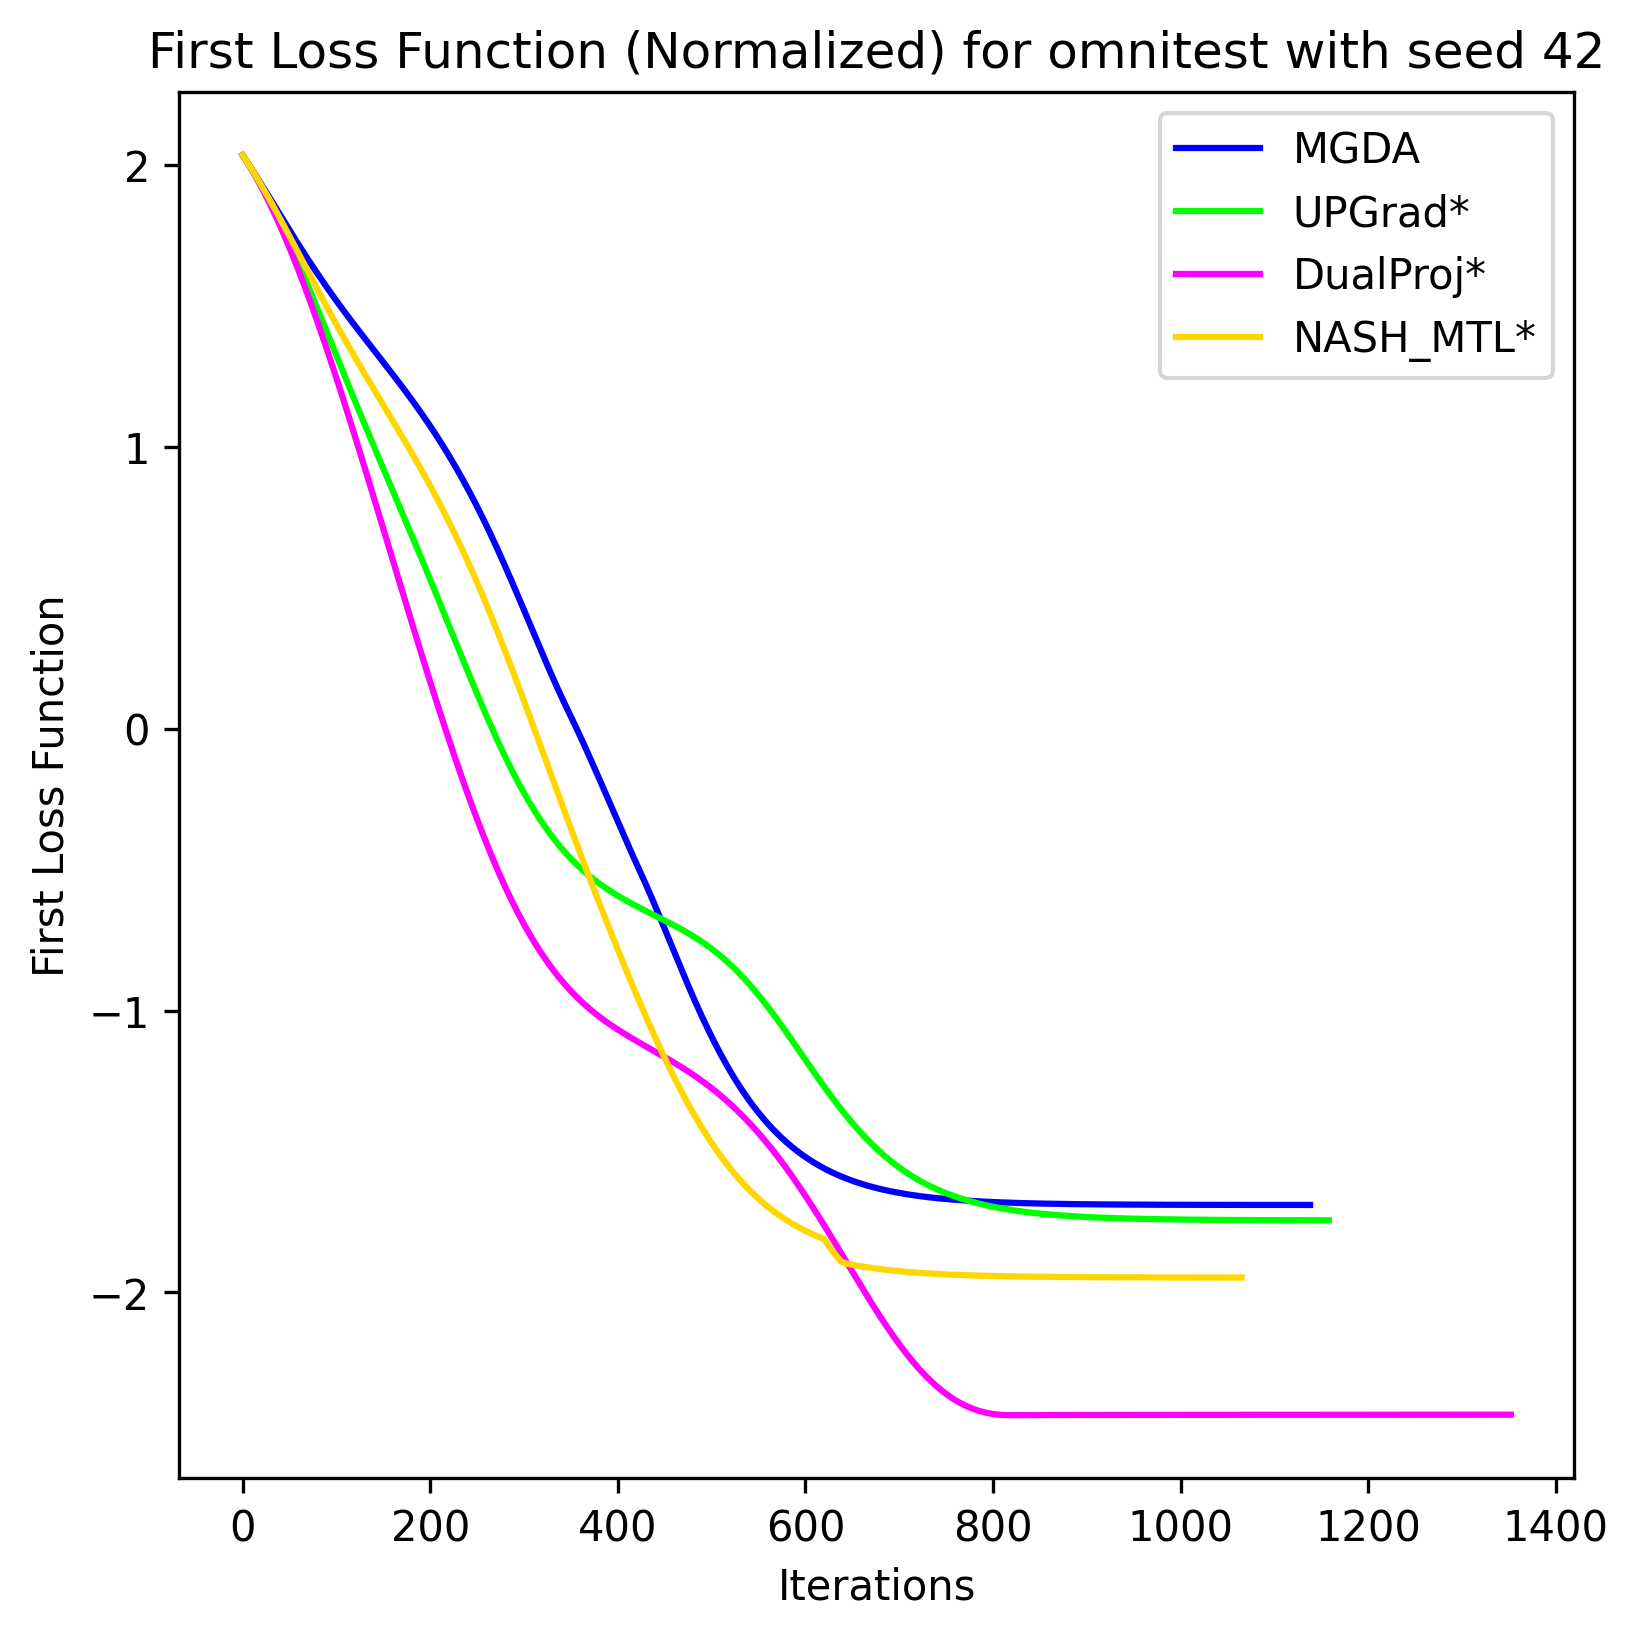 First Loss Function (Normalized) for omnitest with seed 42
MGDA
UPGrad*
DualProj*
NASH_MTL*
First Loss Function
2
1
0
−1
−2
0 200 400 600 800 1000 1200 1400
Iterations